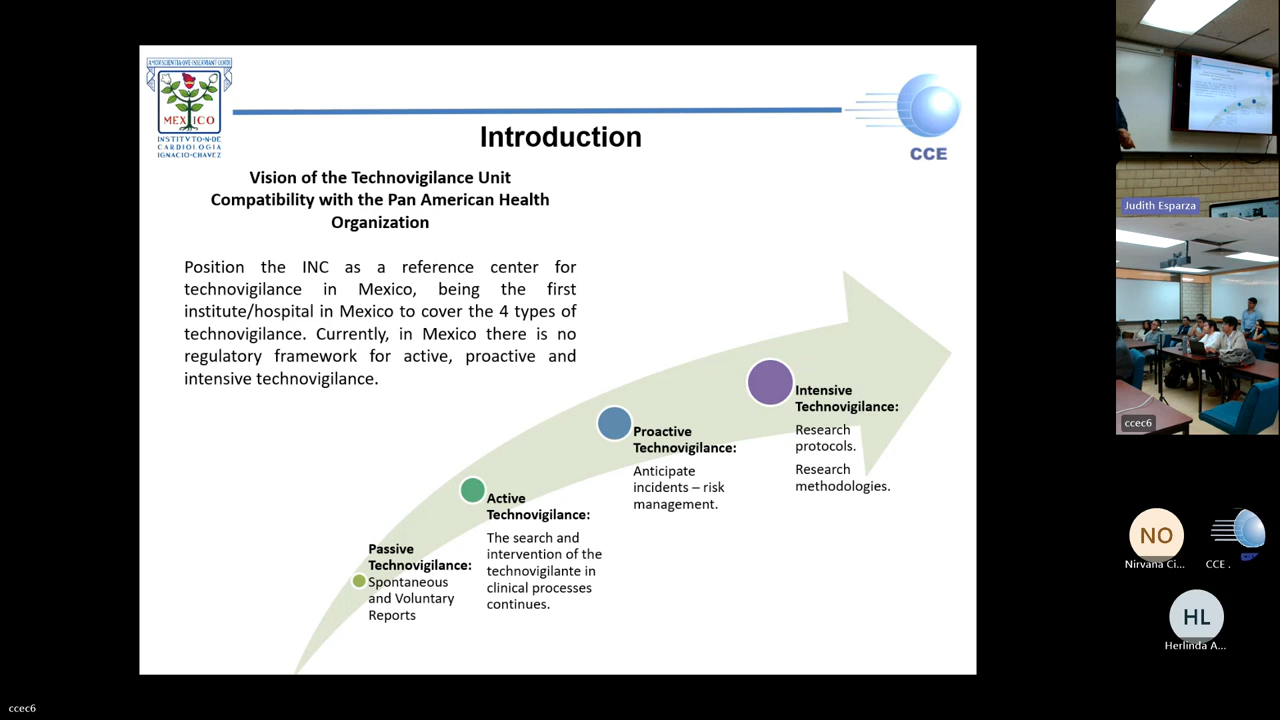 AMOR SCIENTIAQUE INSERVIANT CORDI
MEXICO
INSTITVTO·N·DE
CARDIOLOGIA
IGNACIO·CHAVEZ
CCE
Introduction
Vision of the Technovigilance Unit
Compatibility with the Pan American Health
Organization
Position the INC as a reference center for
technovigilance in Mexico, being the first
institute/hospital in Mexico to cover the 4 types of
technovigilance. Currently, in Mexico there is no
regulatory framework for active, proactive and
intensive technovigilance.
Passive
Technovigilance:
Spontaneous
and Voluntary
Reports
Active
Technovigilance:
The search and
intervention of the
technovigilante in
clinical processes
continues.
Proactive
Technovigilance:
Anticipate
incidents – risk
management.
Intensive
Technovigilance:
Research
protocols.
Research
methodologies.
Judith Esparza
ccec6
NO
Nirvana Ci...
CCE .
HL
Herlinda A...
ccec6